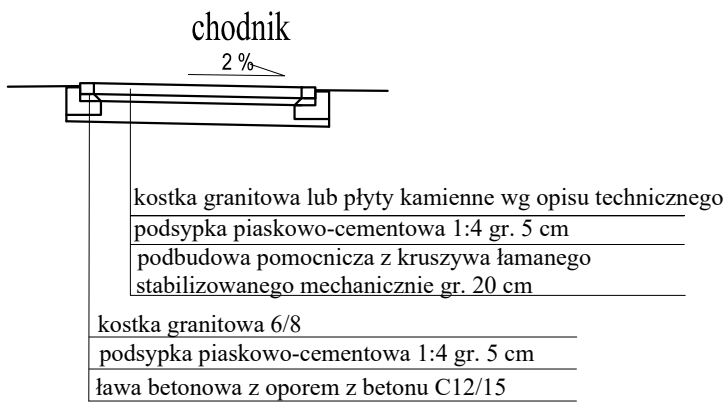 chodnik
2 %
kostka granitowa lub płyty kamienne wg opisu technicznego
podsypka piaskowo-cementowa 1:4 gr. 5 cm
podbudowa pomocnicza z kruszywa łamanego
stabilizowanego mechanicznie gr. 20 cm
kostka granitowa 6/8
podsypka piaskowo-cementowa 1:4 gr. 5 cm
ława betonowa z oporem z betonu C12/15